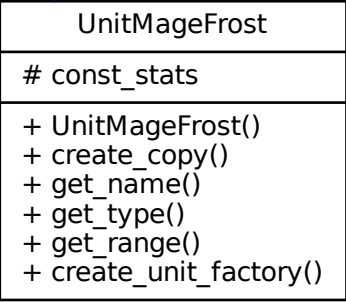 UnitMageFrost
# const_stats
+ UnitMageFrost()
+ create_copy()
+ get_name()
+ get_type()
+ get_range()
+ create_unit_factory()